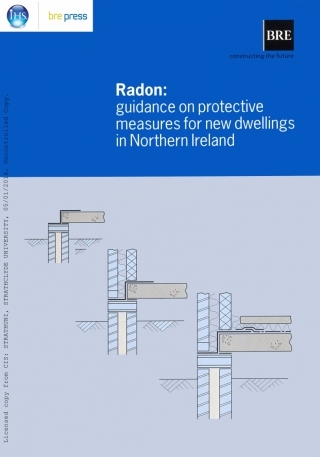 IHS
bre press
BRE
constructing the future
Radon:
guidance on protective
measures for new dwellings
in Northern Ireland
Licensed copy from CIS: STRATHUNI, STRATHCLYDE UNIVERSITY, 05/01/2014, Uncontrolled Copy.